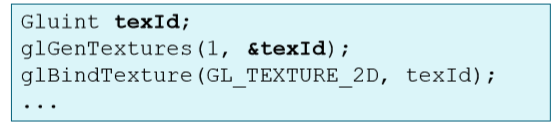 Gluint texId;
glGenTextures(1, &texId);
glBindTexture(GL_TEXTURE_2D, texId);
...